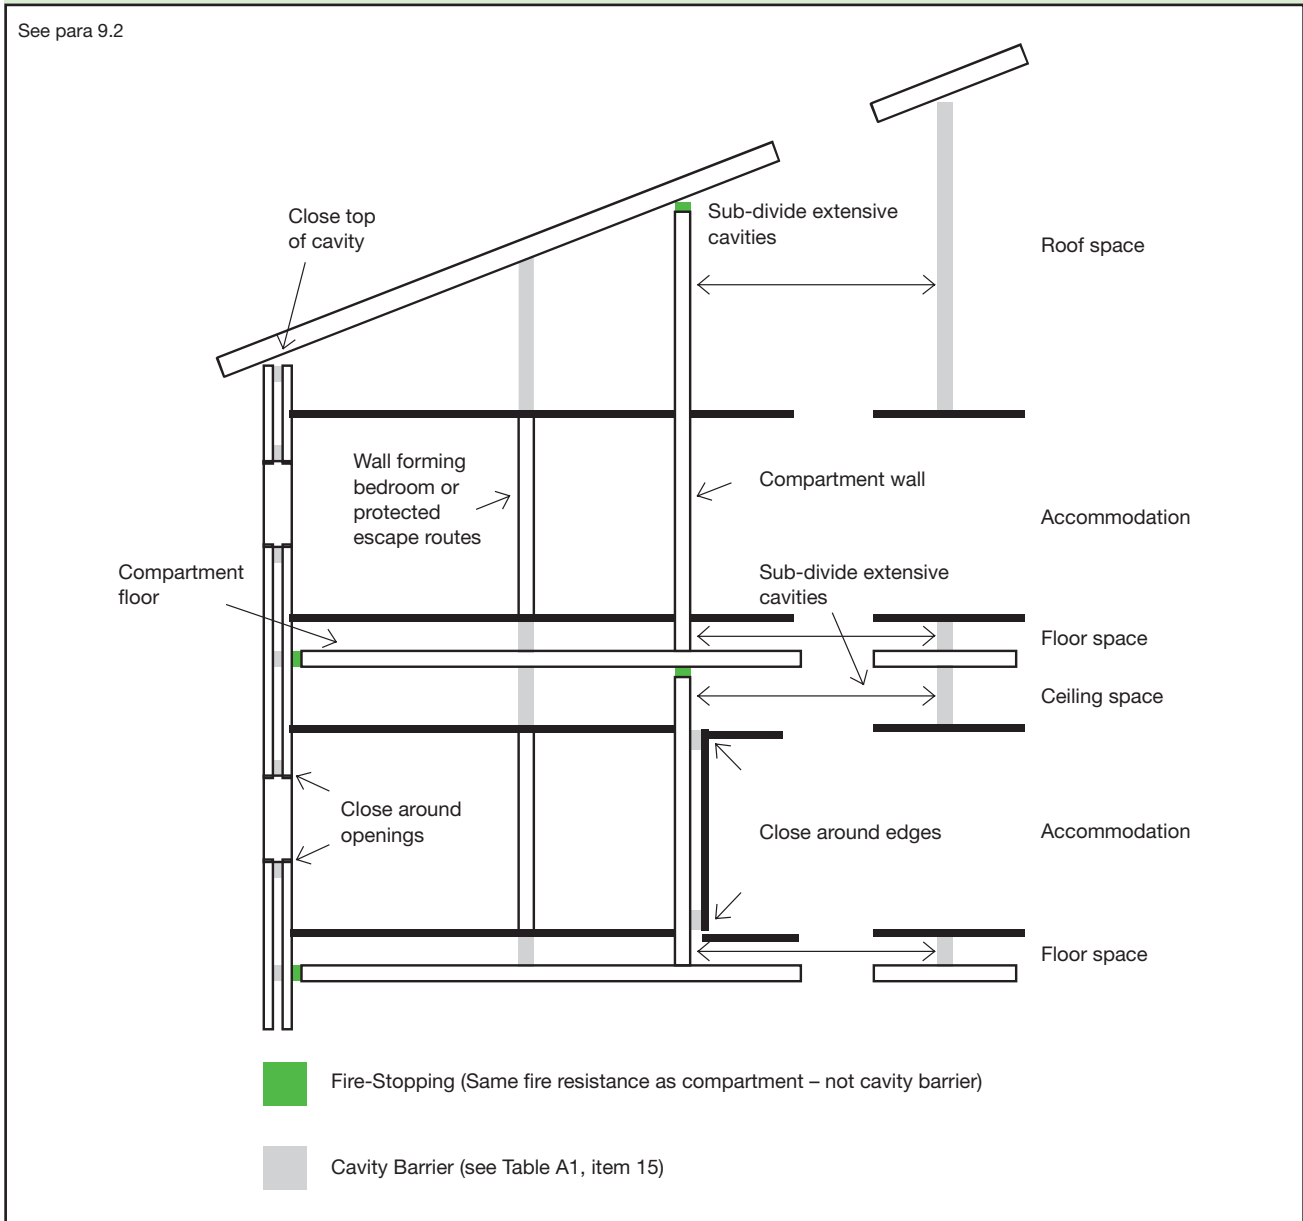 See para 9.2
Close top
of cavity
Sub-divide extensive
cavities
Roof space
Wall forming
bedroom or
protected
escape routes
Compartment wall
Accommodation
Compartment
floor
Sub-divide extensive
cavities
Floor space
Ceiling space
Close around
openings
Close around edges
Accommodation
Floor space
Fire-Stopping (Same fire resistance as compartment – not cavity barrier)
Cavity Barrier (see Table A1, item 15)